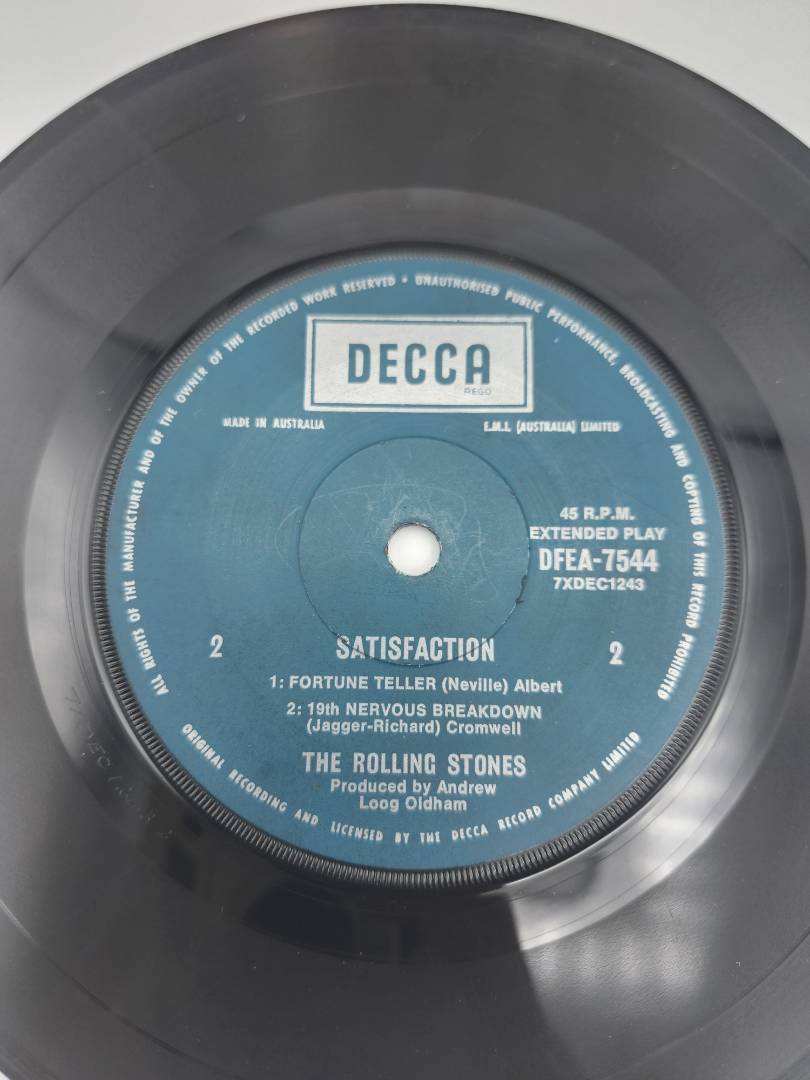 ALL RIGHTS OF THE MANUFACTURER AND OF THE OWNER OF THE RECORDED WORK RESERVED • UNAUTHORISED PUBLIC PERFORMANCE, BROADCASTING AND COPYING OF THIS RECORD PROHIBITED
DECCA
REGD
MADE IN AUSTRALIA
E.M.I. (AUSTRALIA) LIMITED
45 R.P.M.
EXTENDED PLAY
DFEA-7544
7XDEC1243
2 SATISFACTION 2
1: FORTUNE TELLER (Neville) Albert
2: 19th NERVOUS BREAKDOWN
(Jagger-Richard) Cromwell
THE ROLLING STONES
Produced by Andrew
Loog Oldham
ORIGINAL RECORDING AND LICENSED BY THE DECCA RECORD COMPANY LIMITED